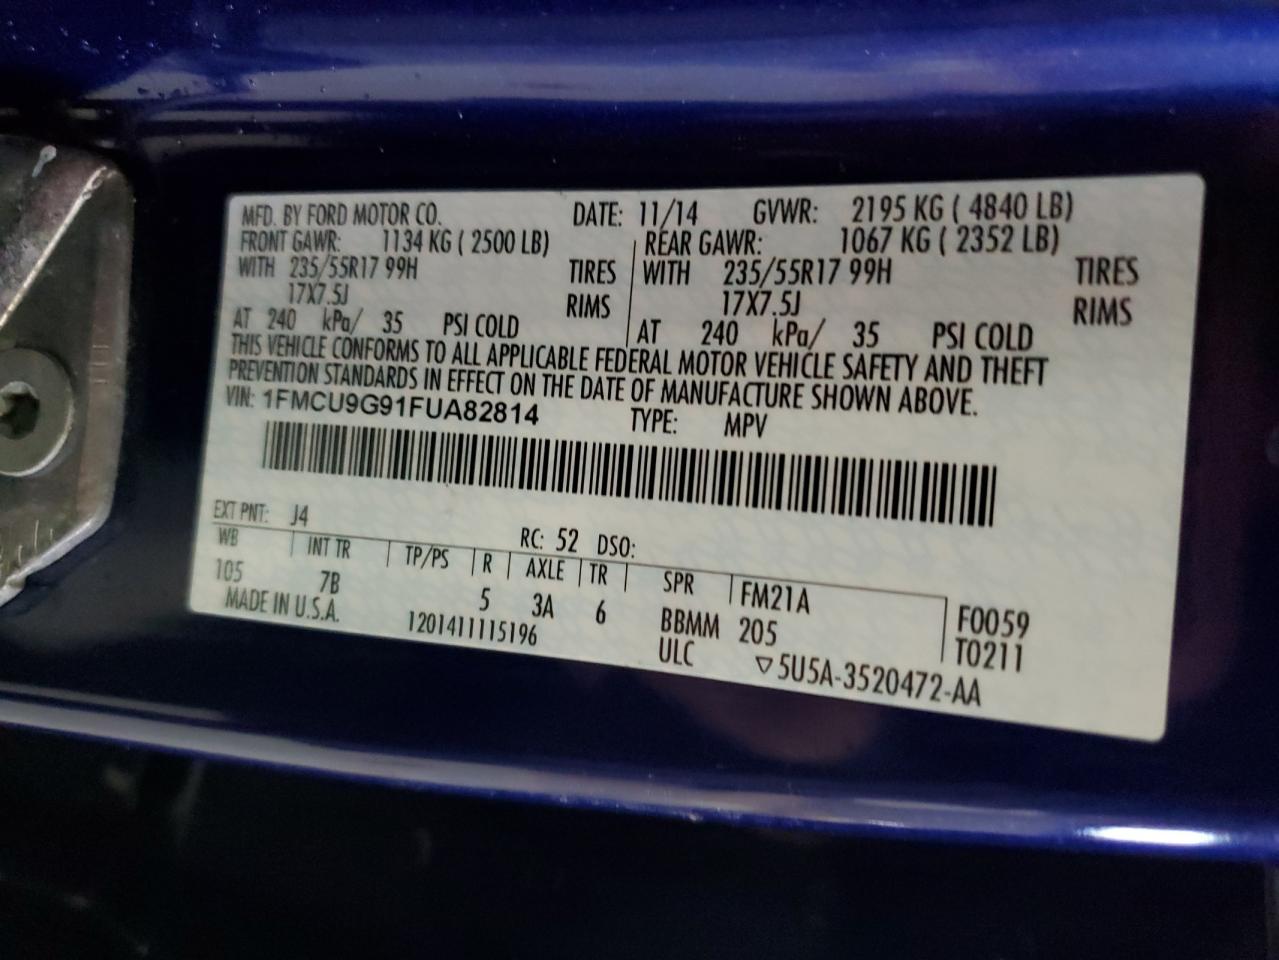 MFD. BY FORD MOTOR CO. DATE: 11/14 GVWR: 2195 KG ( 4840 LB)
FRONT GAWR: 1134 KG ( 2500 LB) REAR GAWR: 1067 KG ( 2352 LB)
WITH 235/55R17 99H TIRES WITH 235/55R17 99H TIRES
17X7.5J RIMS 17X7.5J RIMS
AT 240 kPa/ 35 PSI COLD AT 240 kPa/ 35 PSI COLD
THIS VEHICLE CONFORMS TO ALL APPLICABLE FEDERAL MOTOR VEHICLE SAFETY AND THEFT
PREVENTION STANDARDS IN EFFECT ON THE DATE OF MANUFACTURE SHOWN ABOVE.
VIN: 1FMCU9G91FUA82814 TYPE: MPV
EXT PNT: J4 RC: 52 DSO:
WB INT TR TP/PS R AXLE TR SPR FM21A F0059
105 7B 5 3A 6 BBMM 205 T0211
MADE IN U.S.A. 1201411115196 ULC ▽5U5A-3520472-AA